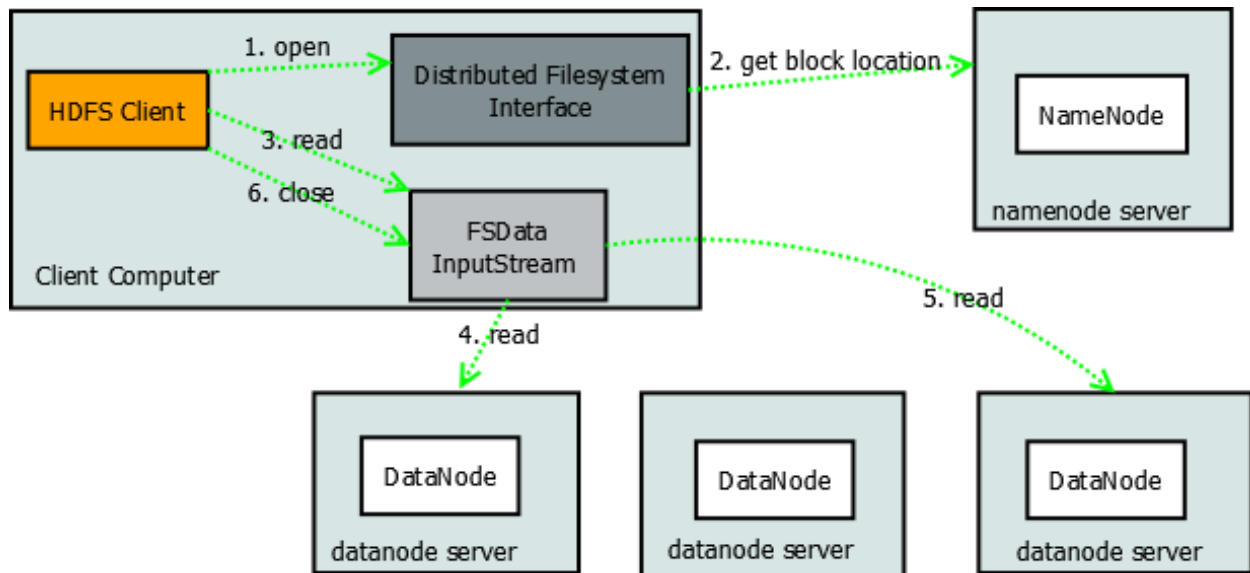 1. open
HDFS Client
Distributed Filesystem
Interface
2. get block location
NameNode
namenode server
3. read
6. close
FSData
InputStream
Client Computer
4. read
5. read
DataNode
datanode server
DataNode
datanode server
DataNode
datanode server